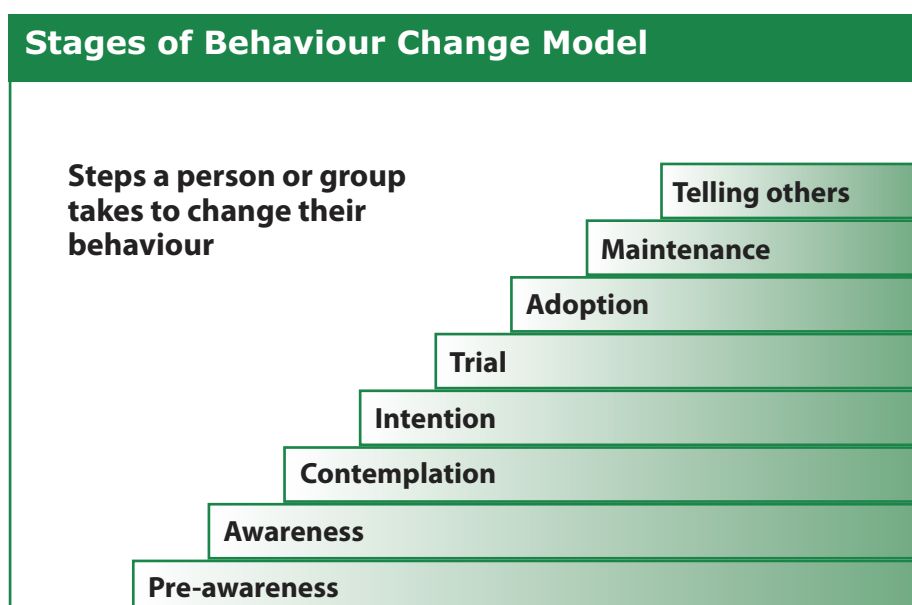 Stages of Behaviour Change Model
Steps a person or group
takes to change their
behaviour
Telling others
Maintenance
Adoption
Trial
Intention
Contemplation
Awareness
Pre-awareness